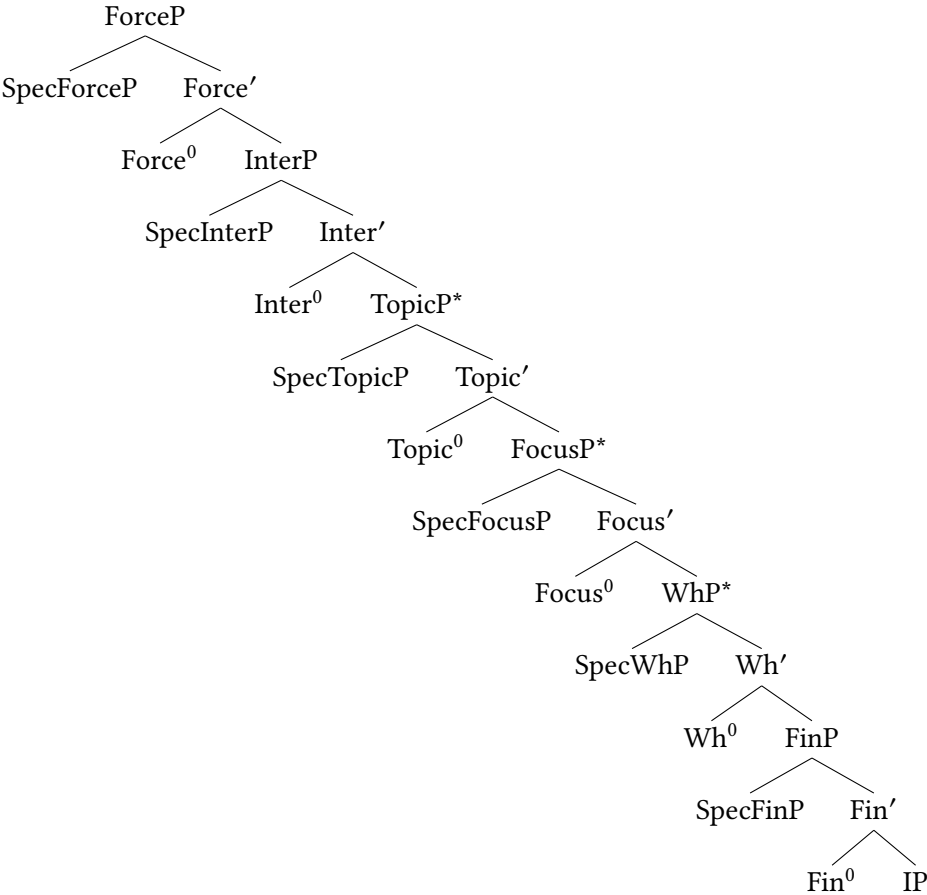 ForceP
SpecForceP Force′
Force⁰ InterP
SpecInterP Inter′
Inter⁰ TopicP*
SpecTopicP Topic′
Topic⁰ FocusP*
SpecFocusP Focus′
Focus⁰ WhP*
SpecWhP Wh′
Wh⁰ FinP
SpecFinP Fin′
Fin⁰ IP